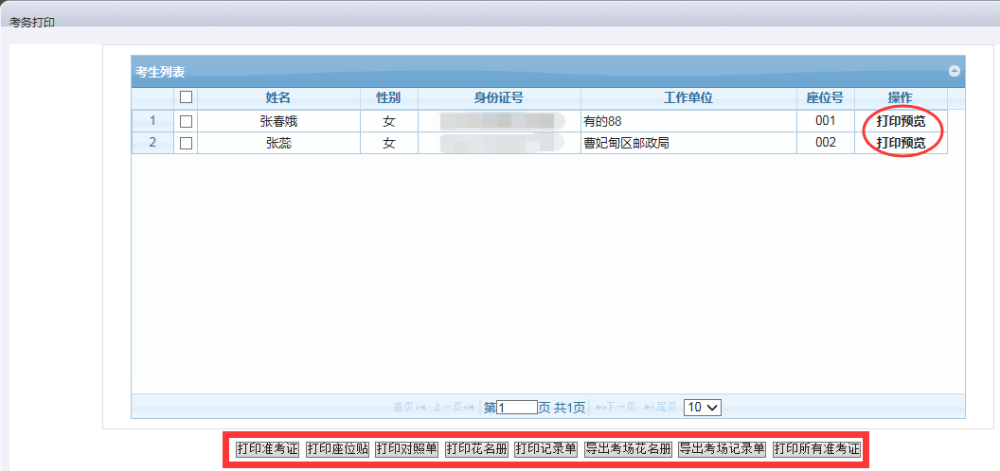 考务打印
考生列表
姓名 性别 身份证号 工作单位 座位号 操作
1 张春娥 女 有的88 001 打印预览
2 张蕊 女 曹妃甸区邮政局 002 打印预览
首页 上一页 第1页 共1页 下一页 尾页 10
打印准考证 打印座位贴 打印对照单 打印花名册 打印记录单 导出考场花名册 导出考场记录单 打印所有准考证